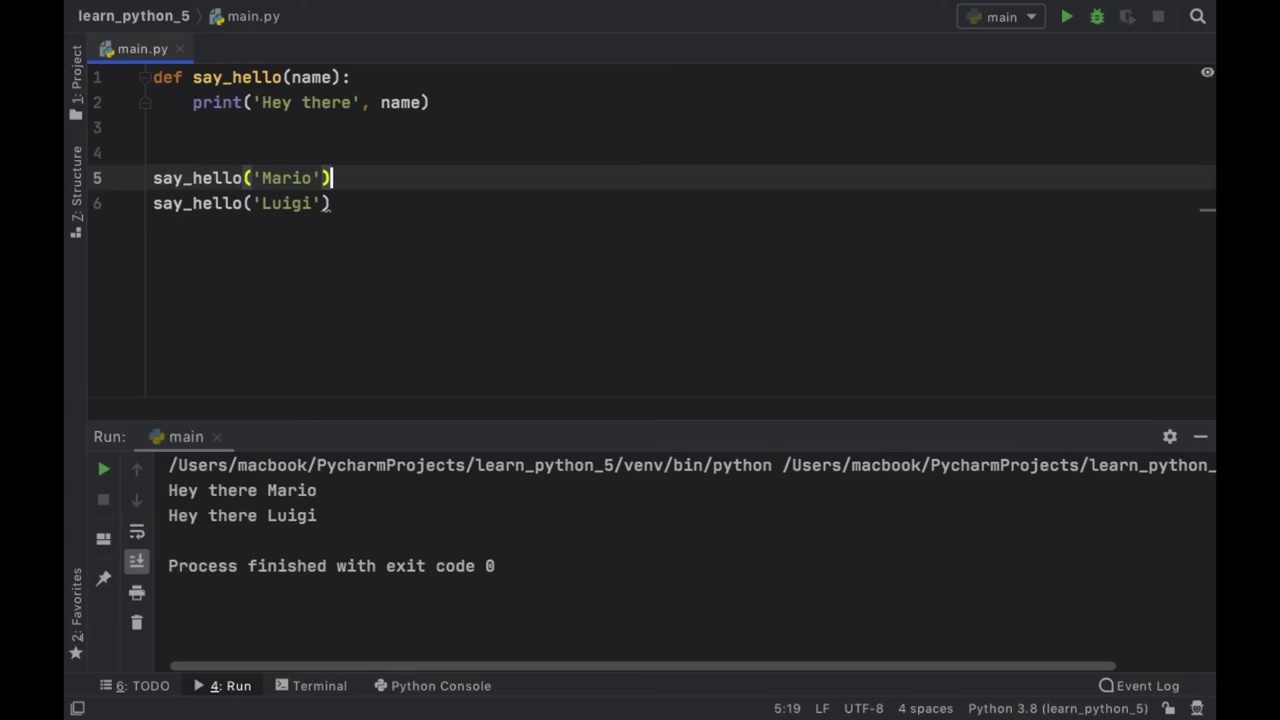 learn_python_5 main.py main
main.py
1: Project
7: Structure
2: Favorites
1 def say_hello(name):
2     print('Hey there', name)
3
4
5 say_hello('Mario')
6 say_hello('Luigi')
Run: main
/Users/macbook/PycharmProjects/learn_python_5/venv/bin/python /Users/macbook/PycharmProjects/learn_python_
Hey there Mario
Hey there Luigi
Process finished with exit code 0
6: TODO 4: Run Terminal Python Console Event Log
5:19 LF UTF-8 4 spaces Python 3.8 (learn_python_5)